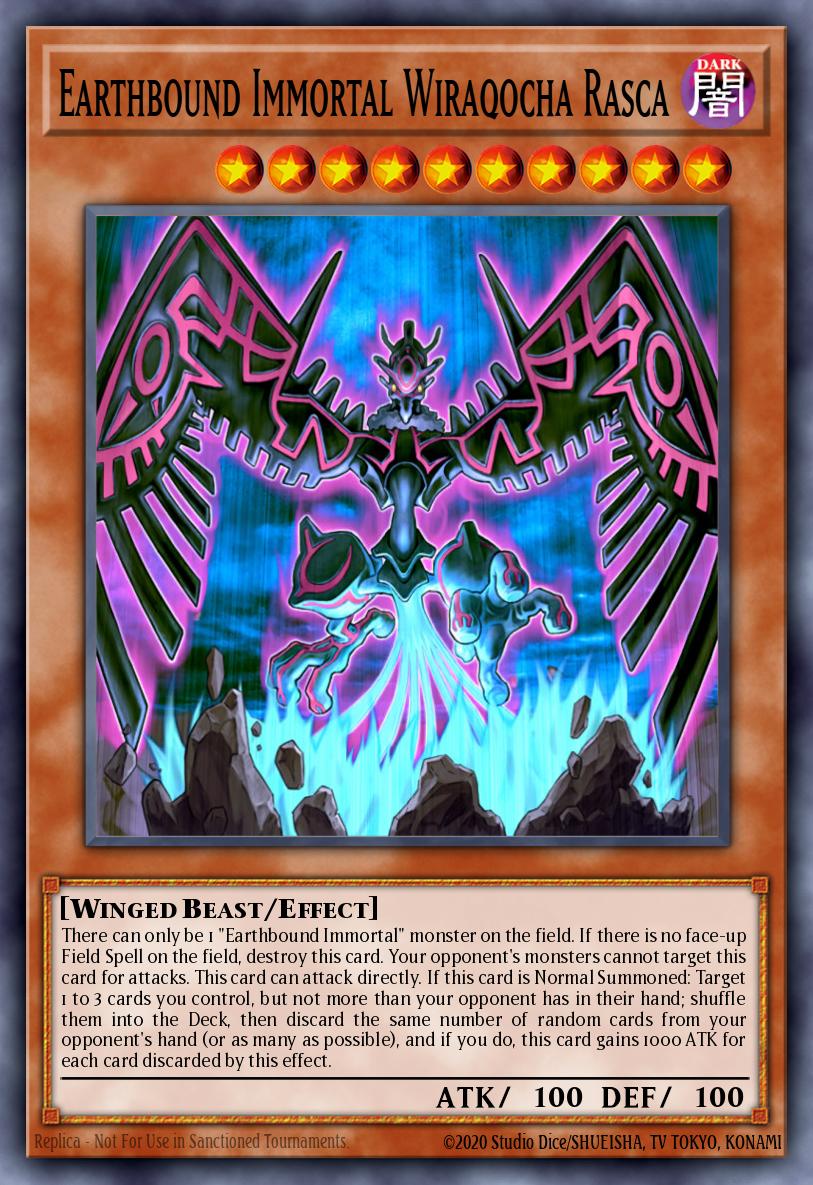 Earthbound Immortal Wiraqocha Rasca
DARK
闇
[Winged Beast/Effect]
There can only be 1 "Earthbound Immortal" monster on the field. If there is no face-up
Field Spell on the field, destroy this card. Your opponent's monsters cannot target this
card for attacks. This card can attack directly. If this card is Normal Summoned: Target
1 to 3 cards you control, but not more than your opponent has in their hand; shuffle
them into the Deck, then discard the same number of random cards from your
opponent's hand (or as many as possible), and if you do, this card gains 1000 ATK for
each card discarded by this effect.
ATK/ 100 DEF/ 100
Replica - Not For Use in Sanctioned Tournaments.
©2020 Studio Dice/SHUEISHA, TV TOKYO, KONAMI